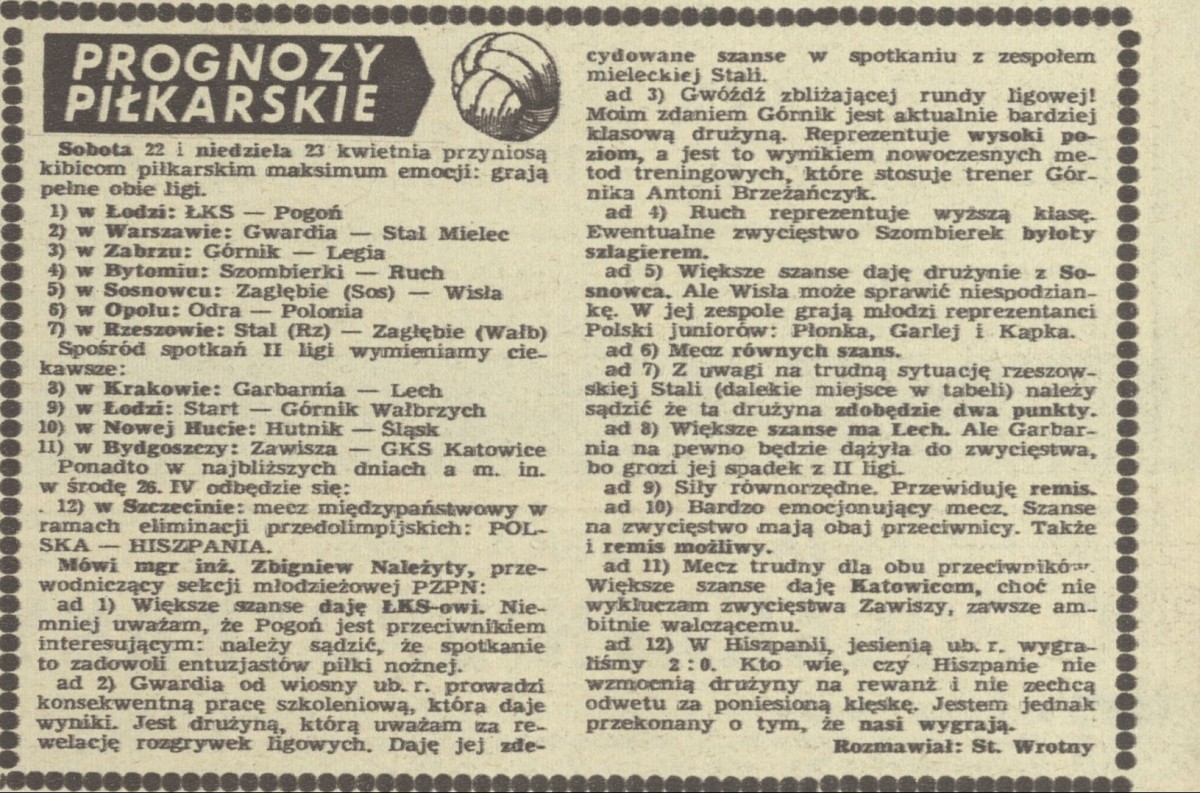 PROGNOZY
PIŁKARSKIE
Sobota 22 i niedziela 23 kwietnia przyniosą
kibicom piłkarskim maksimum emocji: grają
pełne obie ligi.
1) w Łodzi: ŁKS — Pogoń
2) w Warszawie: Gwardia — Stal Mielec
3) w Zabrzu: Górnik — Legia
4) w Bytomiu: Szombierki — Ruch
5) w Sosnowcu: Zagłębie (Sos) — Wisła
6) w Opolu: Odra — Polonia
7) w Rzeszowie: Stal (Rz) — Zagłębie (Wałb)
Spośród spotkań II ligi wymieniamy cie-
kawsze:
8) w Krakowie: Garbarnia — Lech
9) w Łodzi: Start — Górnik Wałbrzych
10) w Nowej Hucie: Hutnik — Śląsk
11) w Bydgoszczy: Zawisza — GKS Katowice
Ponadto w najbliższych dniach a m. in.
w środę 26. IV odbędzie się:
12) w Szczecinie: mecz międzypaństwowy w
ramach eliminacji przedolimpijskich: POL-
SKA — HISZPANIA.
Mówi mgr inż. Zbigniew Należyty, prze-
wodniczący sekcji młodzieżowej PZPN:
ad 1) Większe szanse daję ŁKS-owi. Nie-
mniej uważam, że Pogoń jest przeciwnikiem
interesującym: należy sądzić, że spotkanie
to zadowoli entuzjastów piłki nożnej.
ad 2) Gwardia od wiosny ub. r. prowadzi
konsekwentną pracę szkoleniową, która daje
wyniki. Jest drużyną, którą uważam za re-
welację rozgrywek ligowych. Daję jej zde-
cydowane szanse w spotkaniu z zespołem
mieleckiej Stali.
ad 3) Gwóźdź zbliżającej rundy ligowej!
Moim zdaniem Górnik jest aktualnie bardziej
klasową drużyną. Reprezentuje wysoki po-
ziom, a jest to wynikiem nowoczesnych me-
tod treningowych, które stosuje trener Gór-
nika Antoni Brzeżańczyk.
ad 4) Ruch reprezentuje wyższą klasę.
Ewentualne zwycięstwo Szombierek byłoby
szlagierem.
ad 5) Większe szanse daję drużynie z So-
snowca. Ale Wisła może sprawić niespodzian-
kę. W jej zespole grają młodzi reprezentanci
Polski juniorów: Płonka, Garlej i Kapka.
ad 6) Mecz równych szans.
ad 7) Z uwagi na trudną sytuację rzeszow-
skiej Stali (dalekie miejsce w tabeli) należy
sądzić że ta drużyna zdobędzie dwa punkty.
ad 8) Większe szanse ma Lech. Ale Garbar-
nia na pewno będzie dążyła do zwycięstwa,
bo grozi jej spadek z II ligi.
ad 9) Siły równorzędne. Przewiduję remis.
ad 10) Bardzo emocjonujący mecz. Szanse
na zwycięstwo mają obaj przeciwnicy. Także
i remis możliwy.
ad 11) Mecz trudny dla obu przeciwników.
Większe szanse daję Katowicom, choć nie
wykluczam zwycięstwa Zawiszy, zawsze am-
bitnie walczącemu.
ad 12) W Hiszpanii, jesienią ub. r. wygra-
liśmy 2:0. Kto wie, czy Hiszpanie nie
wzmocnią drużyny na rewanż i nie zechcą
odwetu za poniesioną klęskę. Jestem jednak
przekonany o tym, że nasi wygrają.
Rozmawiał: St. Wrotny